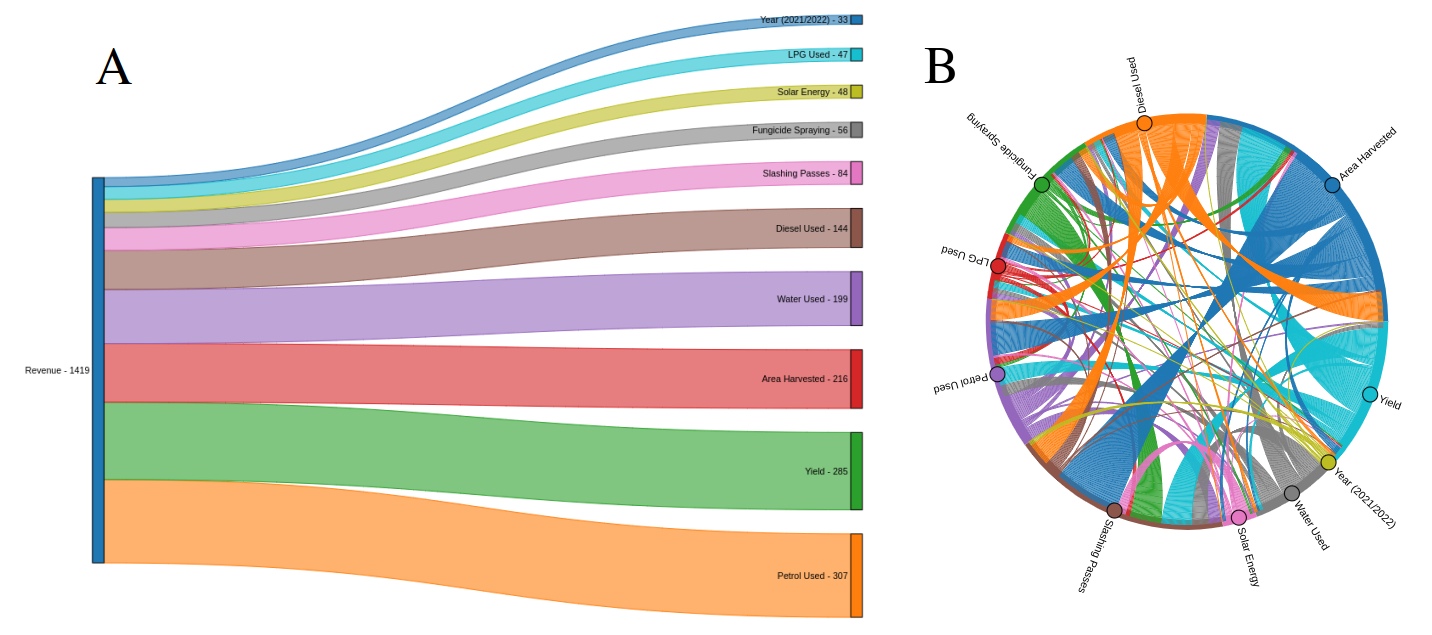 A
Year (2021/2022) - 33
LPG Used - 47
Solar Energy - 48
Fungicide Spraying - 56
Slashing Passes - 84
Diesel Used - 144
Water Used - 199
Revenue - 1419
Area Harvested - 216
Yield - 285
Petrol Used - 307
B
Diesel Used
Area Harvested
Fungicide Spraying
LPG Used
Petrol Used
Yield
Year (2021/2022)
Water Used
Solar Energy
Slashing Passes